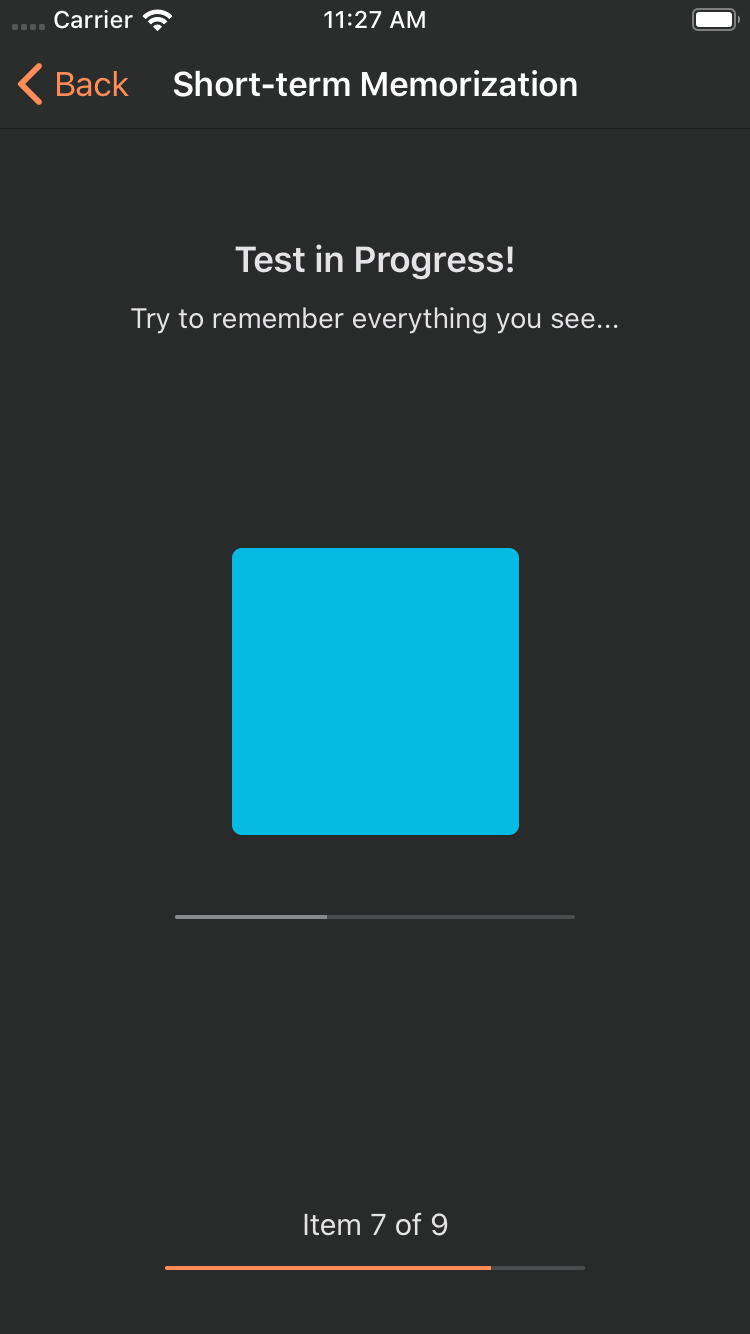 Carrier 11:27 AM
Back Short-term Memorization
Test in Progress!
Try to remember everything you see...
Item 7 of 9